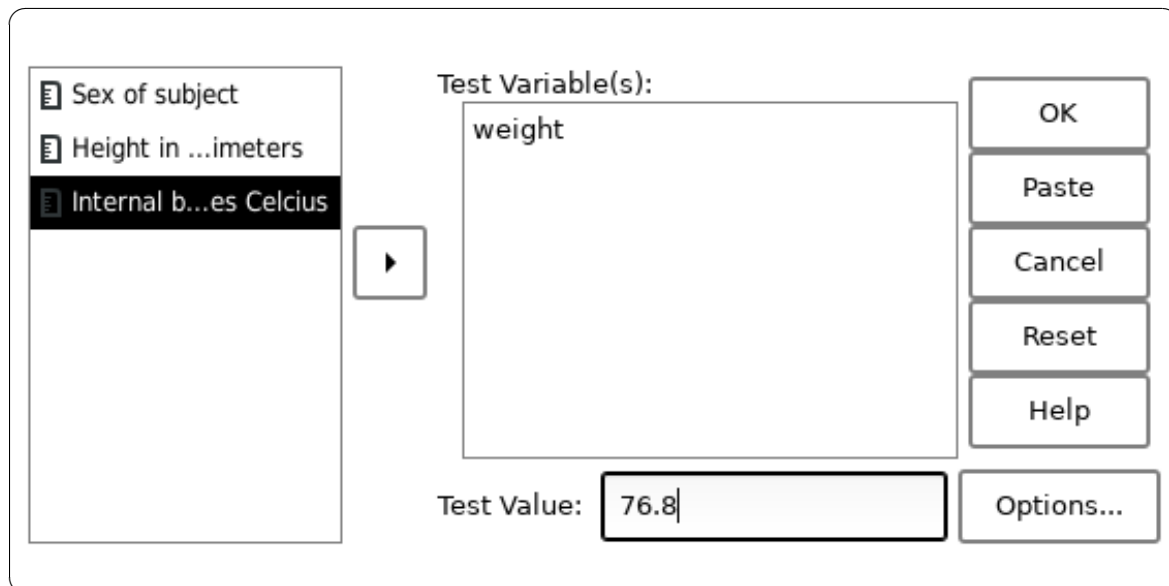 Sex of subject
Height in ...imeters
Internal b...es Celcius
Test Variable(s):
weight
OK
Paste
Cancel
Reset
Help
Test Value: 76.8
Options...